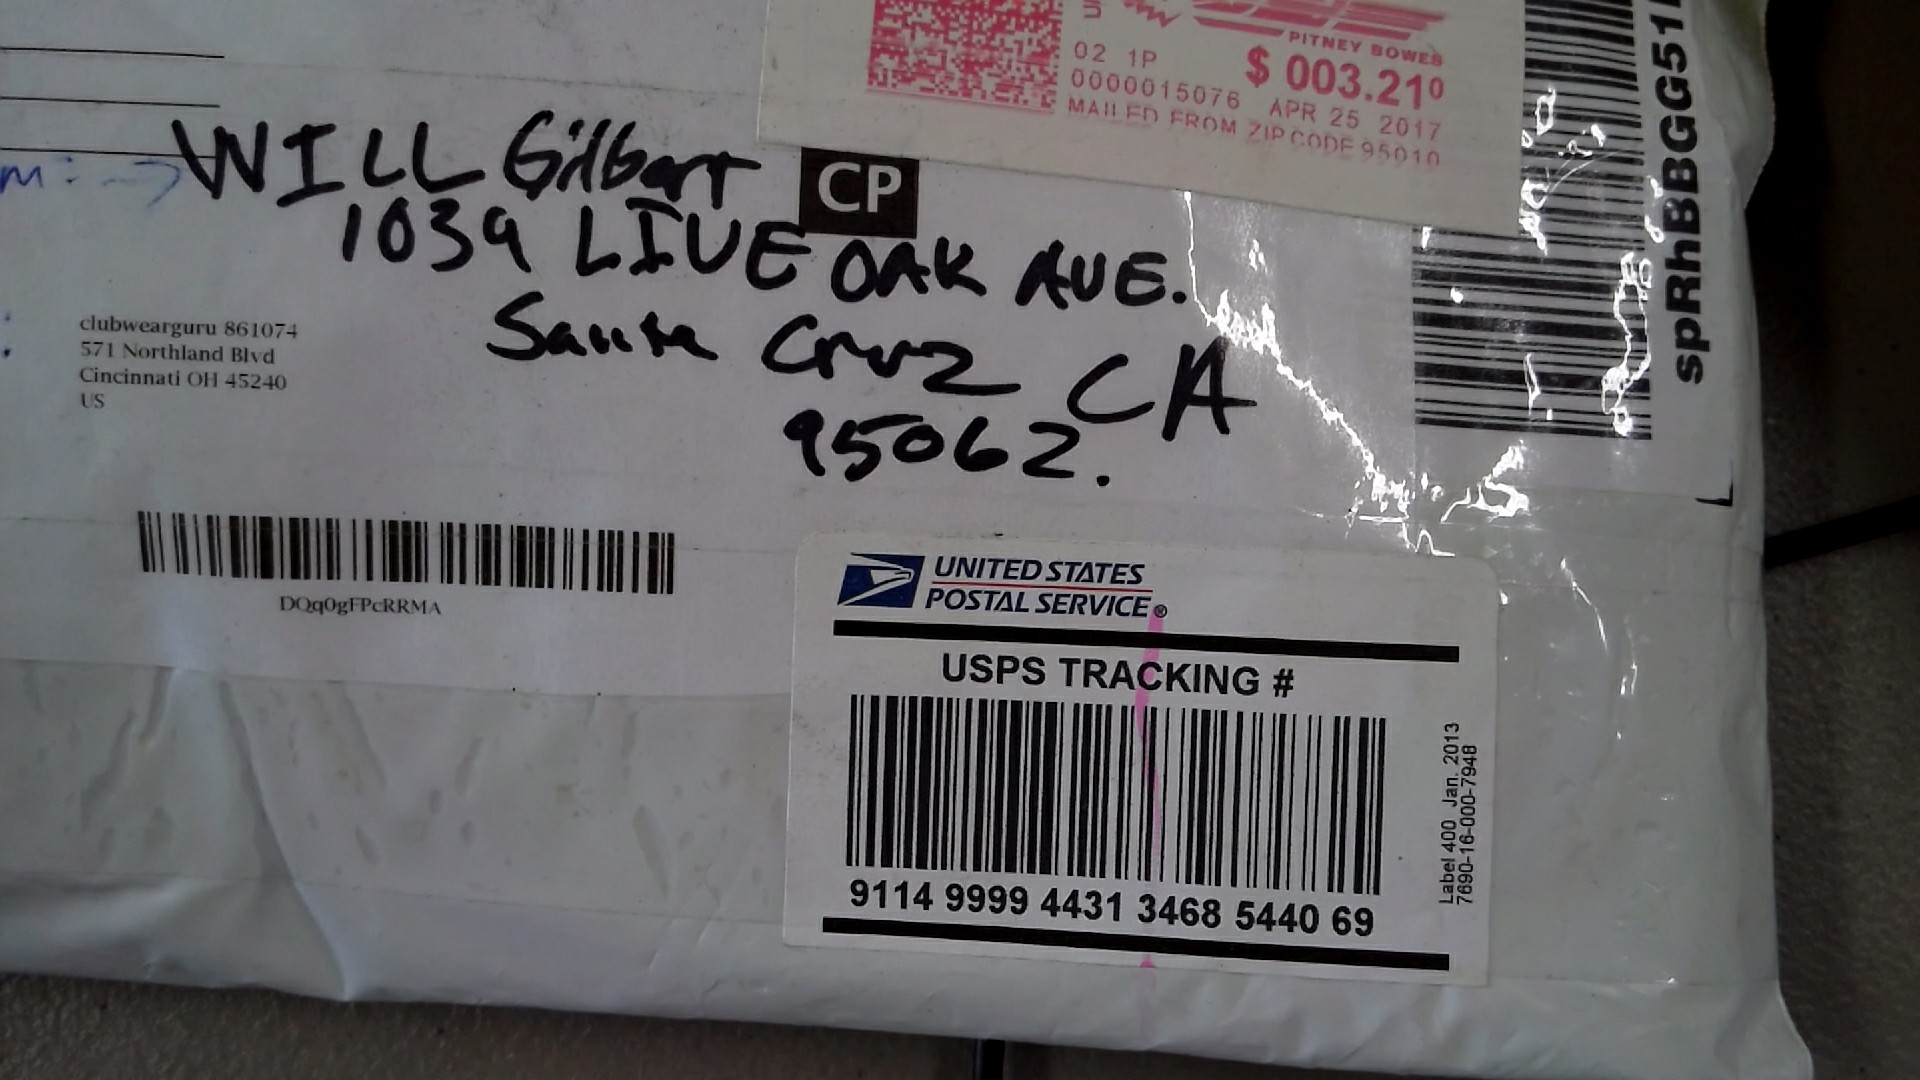 PITNEY BOWES
02 1P
$ 003.21⁰
0000015076 APR 25 2017
MAILED FROM ZIP CODE 95010
spRhBBGG51
m: →
WILL Gilbert
CP
1039 LIVE OAK AVE.
Santa Cruz CA
95062.
clubwearguru 861074
571 Northland Blvd
Cincinnati OH 45240
US
DQq0gFPcRRMA
UNITED STATES
POSTAL SERVICE®
USPS TRACKING #
9114 9999 4431 3468 5440 69
Label 400 Jan. 2013
7690-16-000-7948